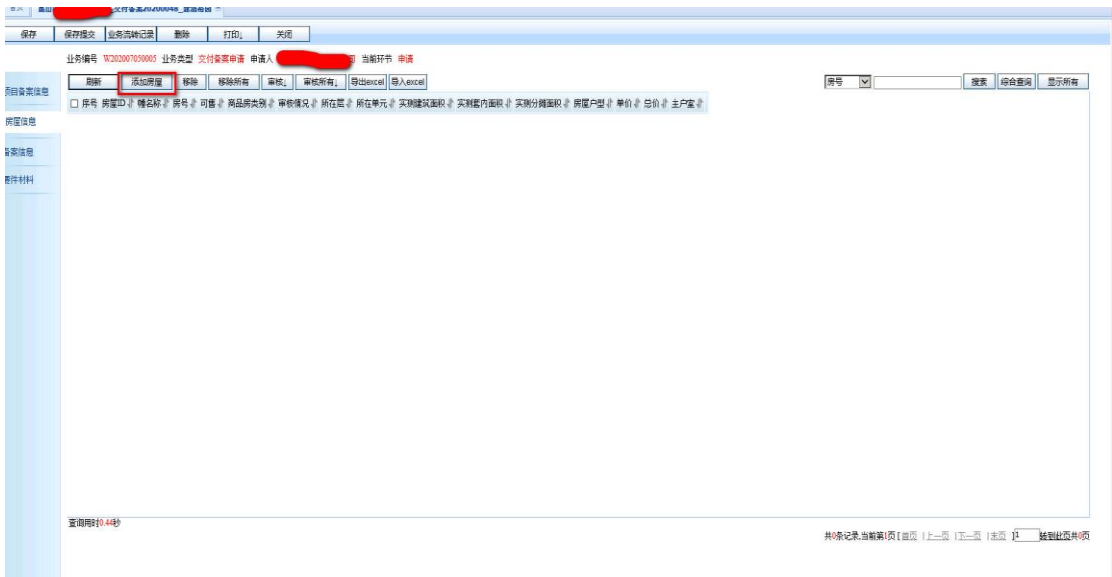 首页 交付备案20200048_
保存 保存提交 业务流转记录 删除 打印↓ 关闭
业务编号 W202007050005 业务类型 交付备案申请 申请人 当前环节 申请
刷新 添加房屋 移除 移除所有 审核↓ 审核所有↓ 导出excel 导入excel 房号 搜索 综合查询 显示所有
项目备案信息
序号 房屋ID 幢名称 房号 可售 商品房类别 审核情况 所在层 所在单元 实测建筑面积 实测套内面积 实测分摊面积 房屋户型 单价 总价 主户室
房屋信息
备案信息
要件材料
查询用时0.44秒
共0条记录,当前第1页 [ 首页 | 上一页 | 下一页 | 末页 ] 1 转到此页共0页